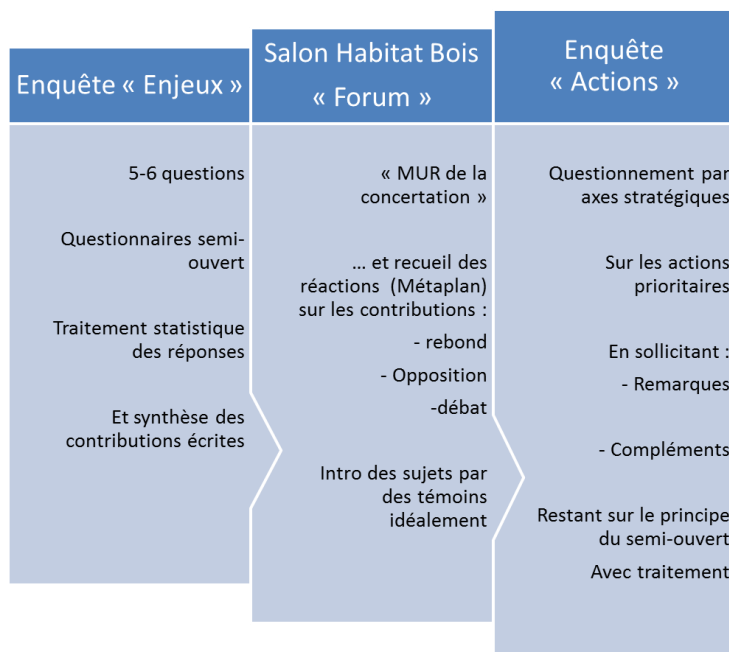 Enquête « Enjeux »
5-6 questions
Questionnaires semi-
ouvert
Traitement statistique
des réponses
Et synthèse des
contributions écrites
Salon Habitat Bois
« Forum »
« MUR de la
concertation »
... et recueil des
réactions (Métaplan)
sur les contributions :
- rebond
- Opposition
-débat
Intro des sujets par
des témoins
idéalement
Enquête
« Actions »
Questionnement par
axes stratégiques
Sur les actions
prioritaires
En sollicitant :
- Remarques
- Compléments
Restant sur le principe
du semi-ouvert
Avec traitement